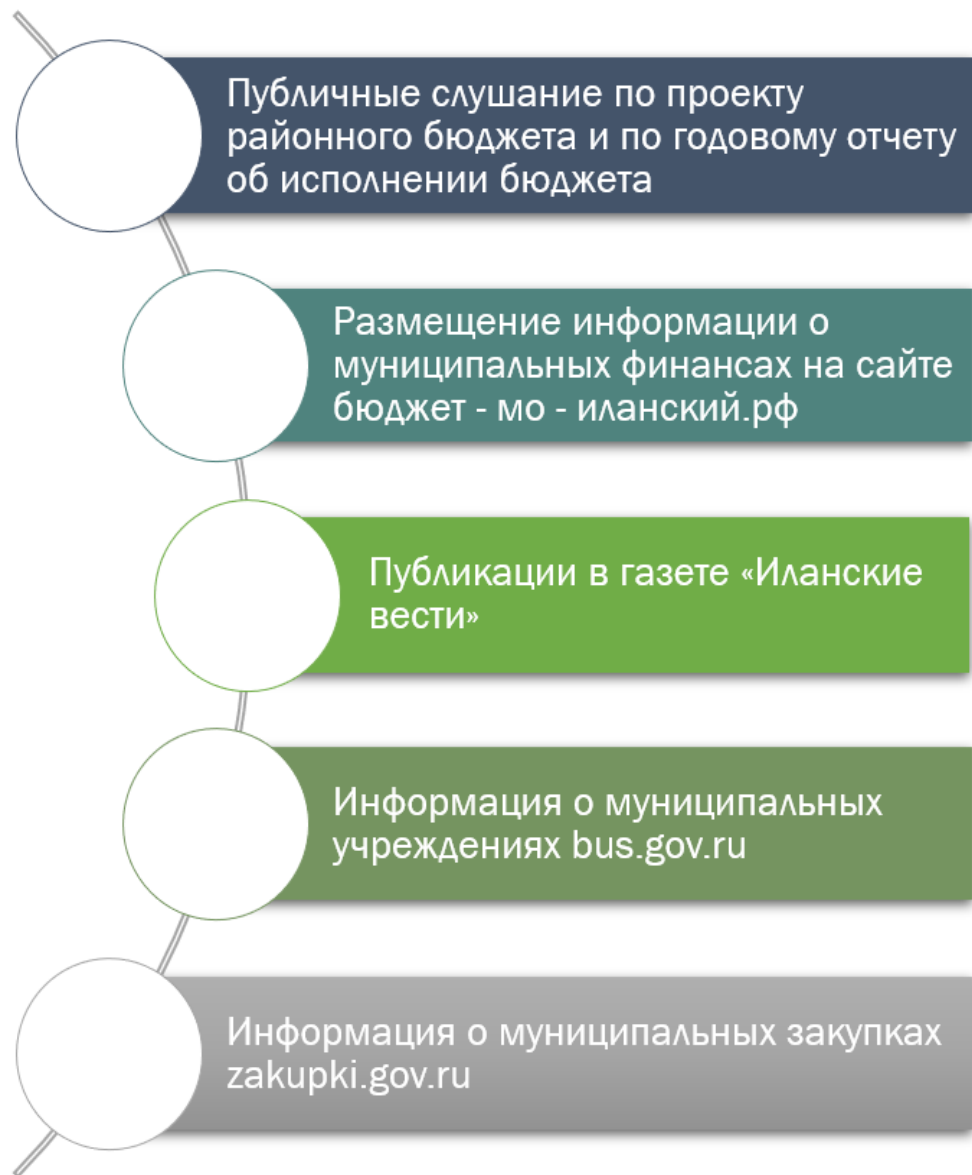 Публичные слушание по проекту
районного бюджета и по годовому отчету
об исполнении бюджета
Размещение информации о
муниципальных финансах на сайте
бюджет - мо - иланский.рф
Публикации в газете «Иланские
вести»
Информация о муниципальных
учреждениях bus.gov.ru
Информация о муниципальных закупках
zakupki.gov.ru